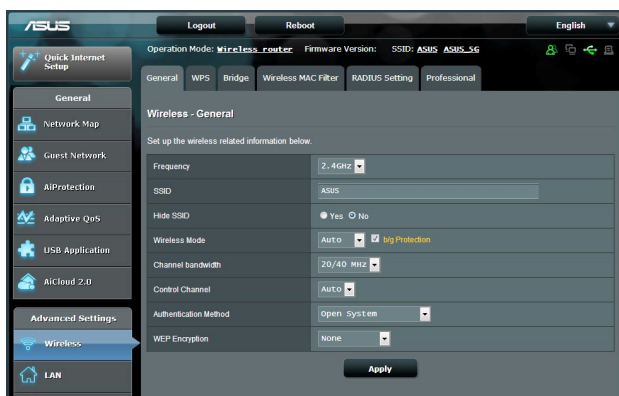 ASUS
Logout
Reboot
English
Quick Internet Setup
Operation Mode: Wireless router Firmware Version: SSID: ASUS ASUS_5G
General WPS Bridge Wireless MAC Filter RADIUS Setting Professional
General
Network Map
Guest Network
AiProtection
Adaptive QoS
USB Application
AiCloud 2.0
Advanced Settings
Wireless
LAN
Wireless - General
Set up the wireless related information below.
Frequency 2.4GHz
SSID ASUS
Hide SSID Yes No
Wireless Mode Auto b/g Protection
Channel bandwidth 20/40 MHz
Control Channel Auto
Authentication Method Open System
WEP Encryption None
Apply